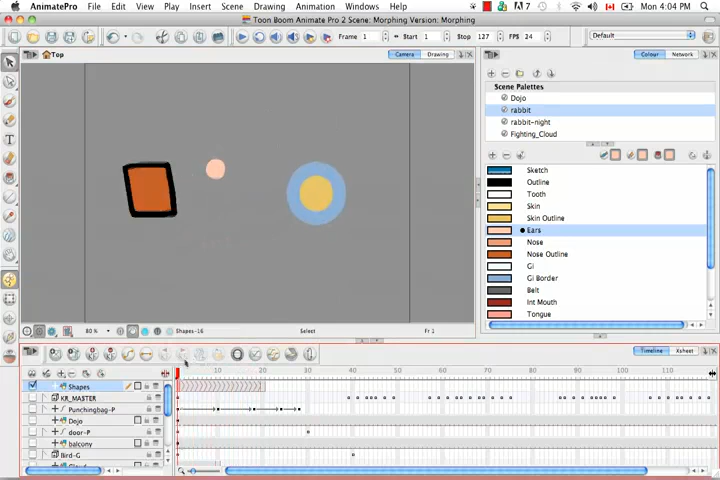 AnimatePro File Edit View Play Insert Scene Drawing Animation Windows Help 7 Mon 4:04 PM
Toon Boom Animate Pro 2 Scene: Morphing Version: Morphing
Frame 1 Start 1 Stop 127 FPS 24 Default
Top Camera Drawing Colour Network
Scene Palettes
Dojo
rabbit
rabbit-night
Fighting_Cloud
Sketch
Outline
Tooth
Skin
Skin Outline
Ears
Nose
Nose Outline
Gi
Gi Border
Belt
Int Mouth
Tongue
80 % Shapes-16 Select Fr 1
Timeline Xsheet
10 20 30 40 50 60 70 80 90 100
Shapes
KR_MASTER
Punchingbag-P
Dojo
door-P
balcony
Bird-G